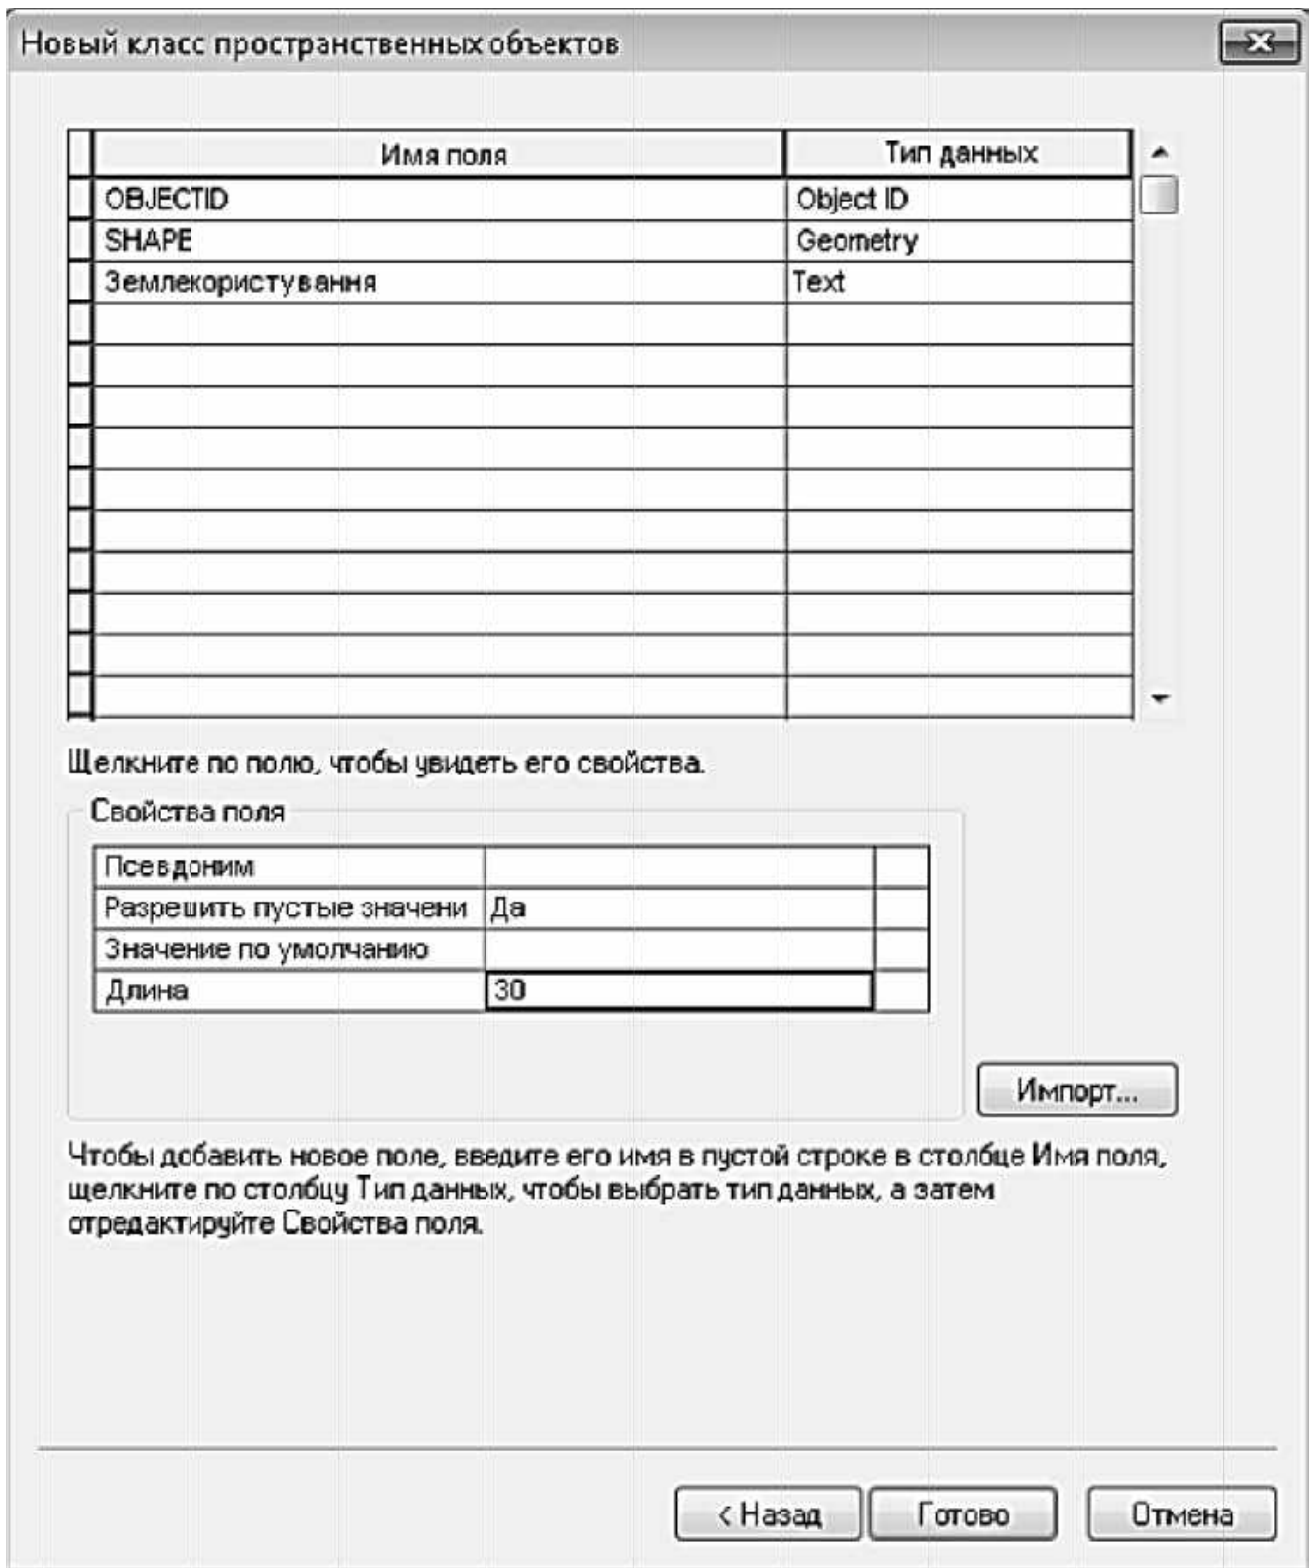 Новый класс пространственных объектов
Имя поля Тип данных
OBJECTID Object ID
SHAPE Geometry
Землекористування Text
Щелкните по полю, чтобы увидеть его свойства.
Свойства поля
Псевдоним
Разрешить пустые значени Да
Значение по умолчанию
Длина 30
Импорт...
Чтобы добавить новое поле, введите его имя в пустой строке в столбце Имя поля,
щелкните по столбцу Тип данных, чтобы выбрать тип данных, а затем
отредактируйте Свойства поля.
< Назад Готово Отмена